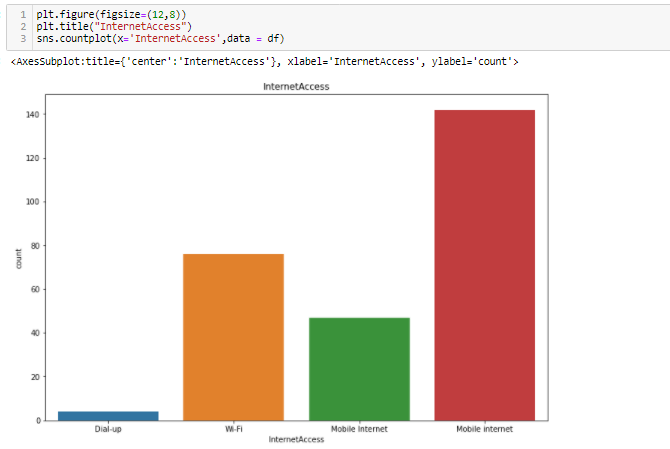 1 plt.figure(figsize=(12,8))
2 plt.title("InternetAccess")
3 sns.countplot(x='InternetAccess',data = df)
<AxesSubplot:title={'center':'InternetAccess'}, xlabel='InternetAccess', ylabel='count'>
InternetAccess
140
120
100
80
60
40
20
0
count
Dial-up Wi-Fi Mobile Internet Mobile internet
InternetAccess